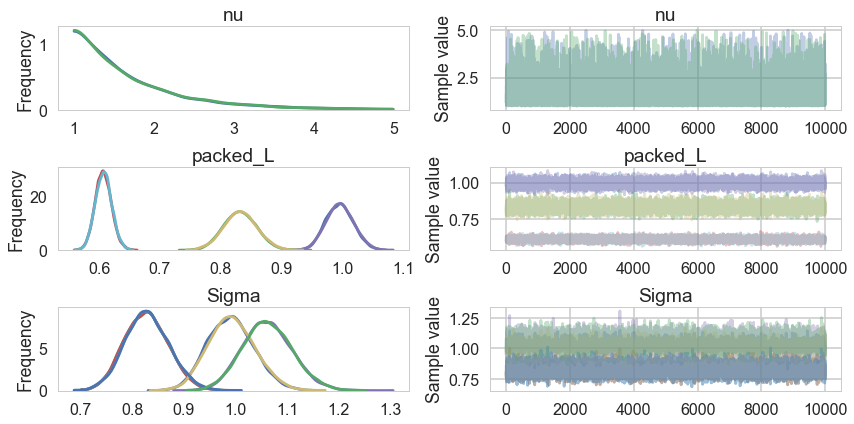 nu
nu
Frequency
1
0
1 2 3 4 5
Sample value
5.0
2.5
0 2000 4000 6000 8000 10000
packed_L
packed_L
Frequency
20
0
0.6 0.7 0.8 0.9 1.0 1.1
Sample value
1.00
0.75
0 2000 4000 6000 8000 10000
Sigma
Sigma
Frequency
5
0
0.7 0.8 0.9 1.0 1.1 1.2 1.3
Sample value
1.25
1.00
0.75
0 2000 4000 6000 8000 10000